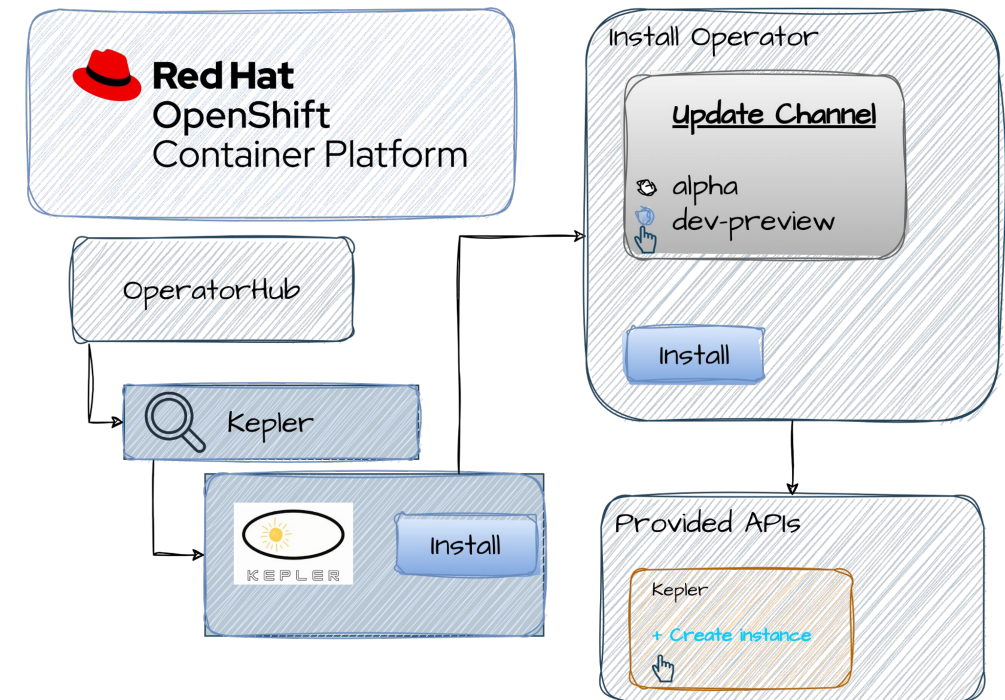 Red Hat
OpenShift
Container Platform
OperatorHub
Kepler
KEPLER
Install
Install Operator
Update Channel
alpha
dev-preview
Install
Provided APIs
Kepler
+ Create instance